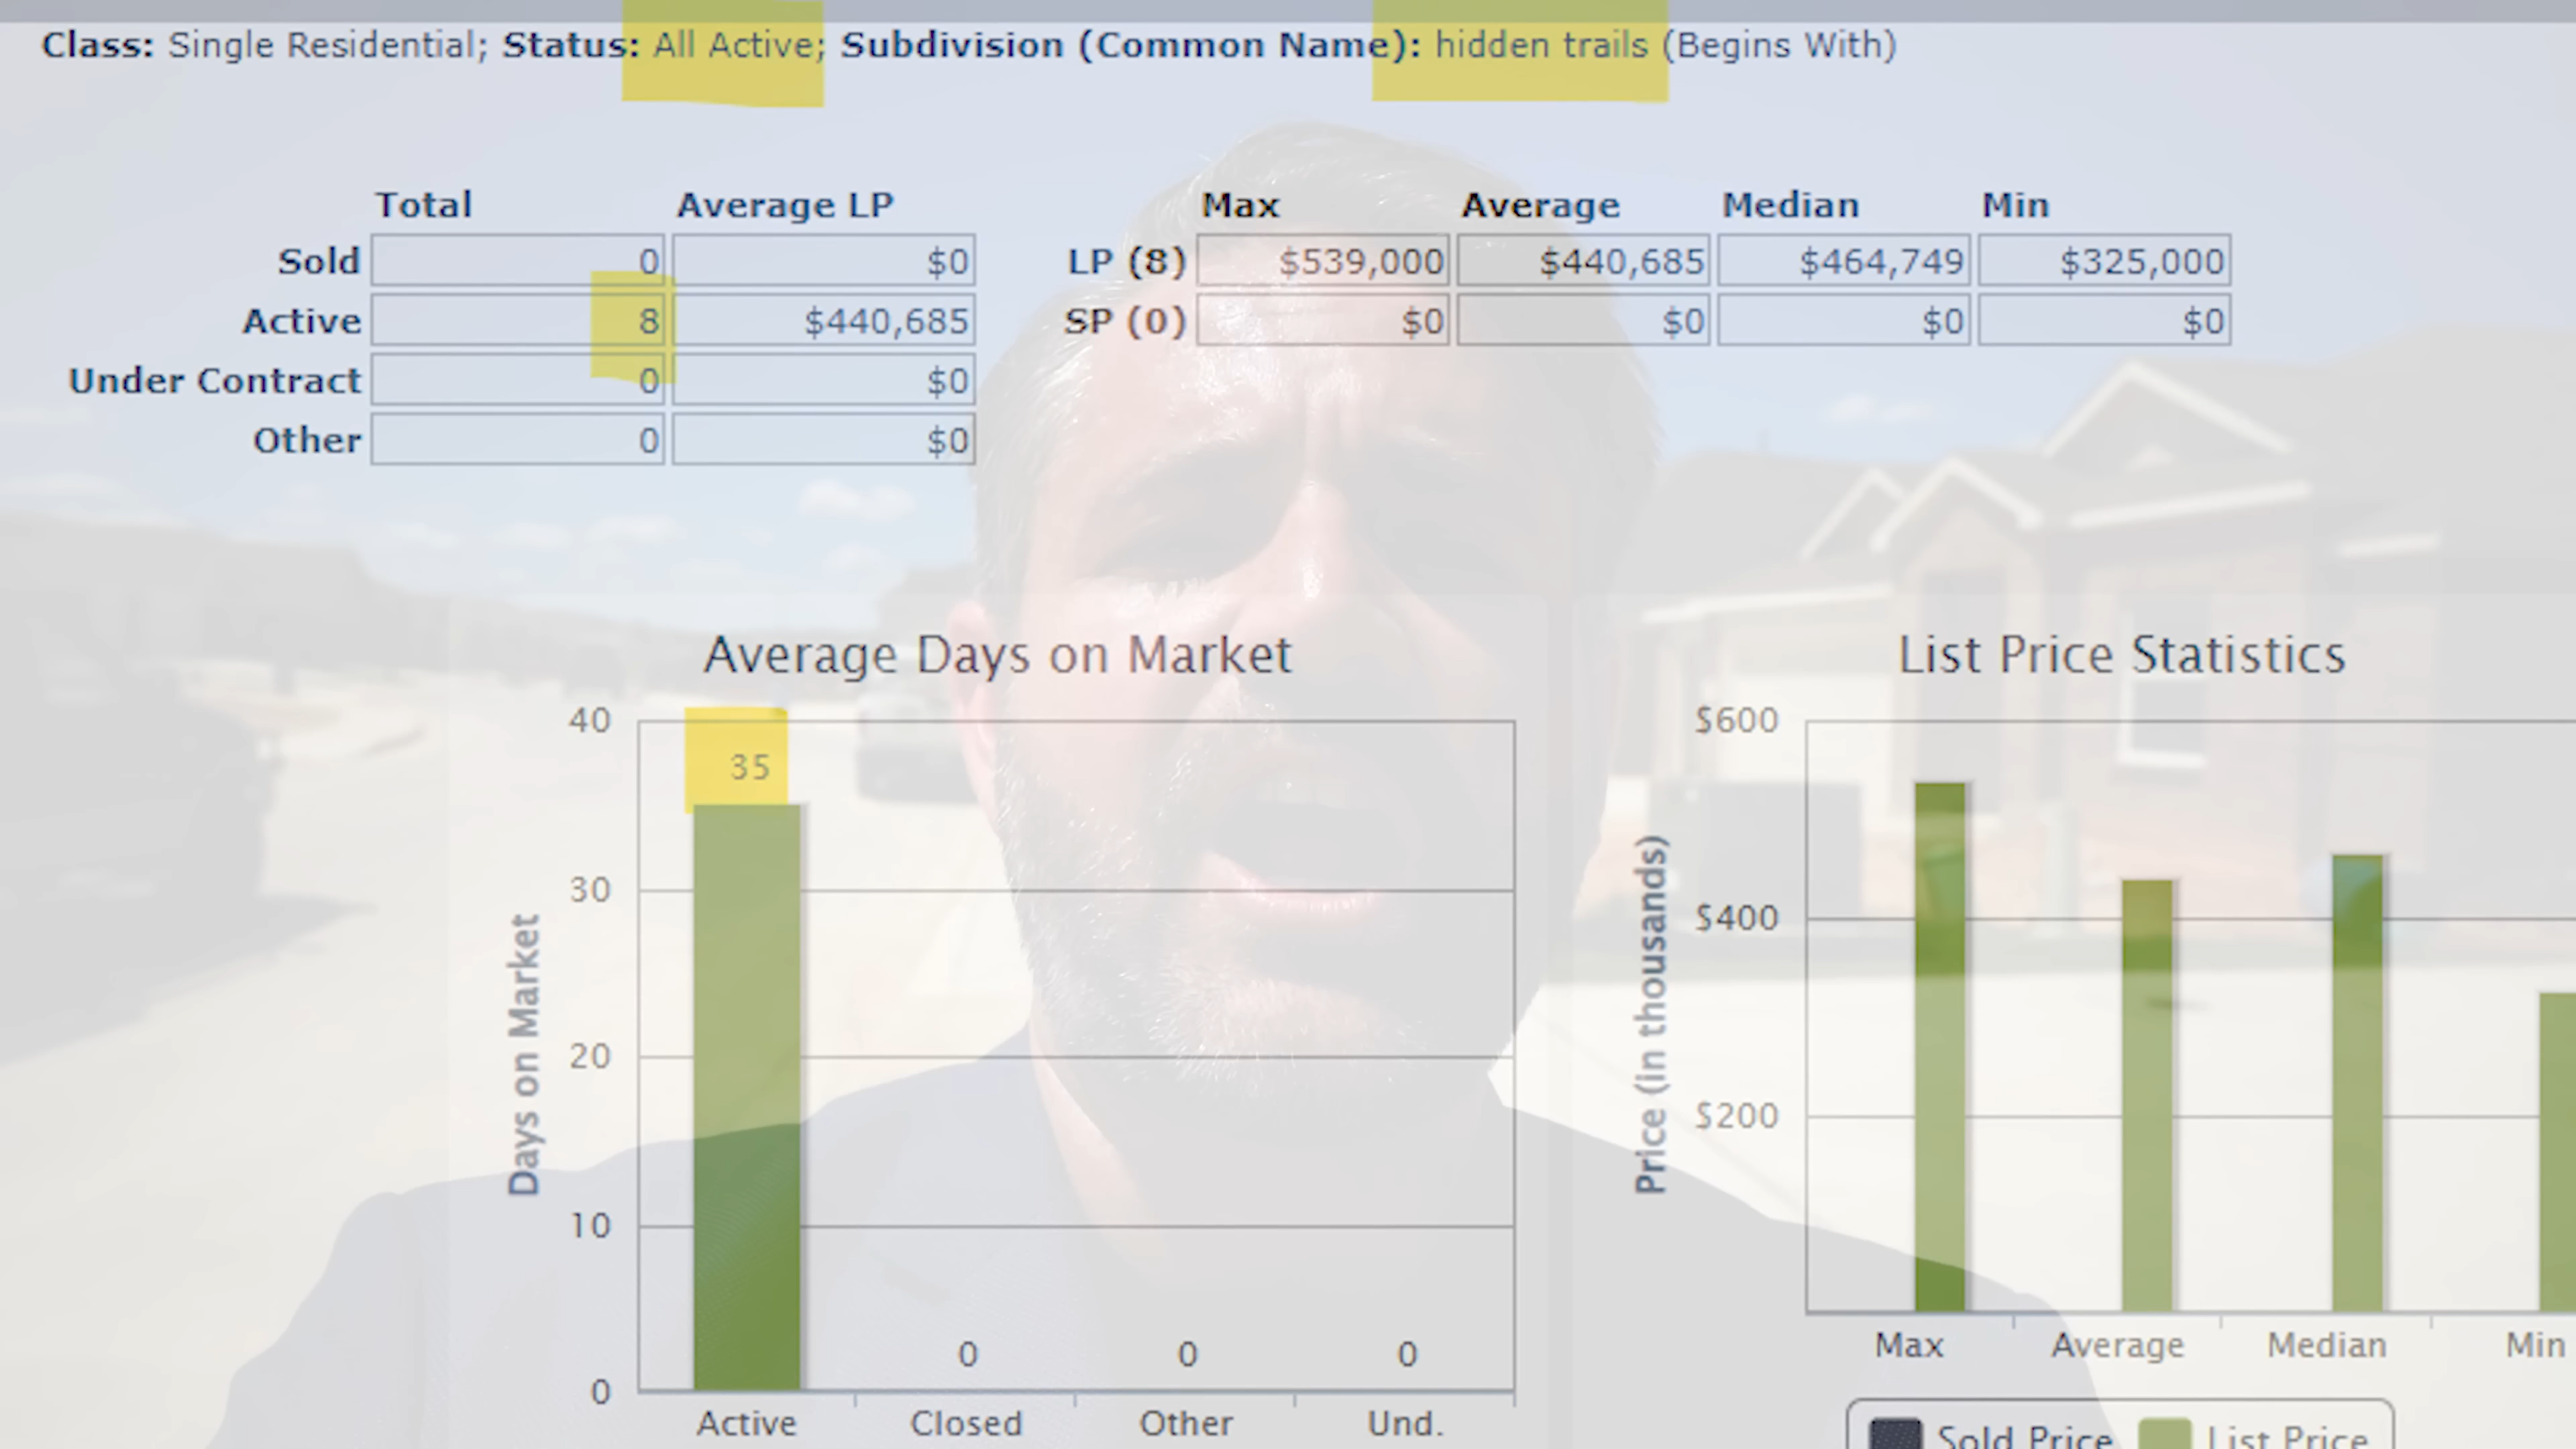 Class: Single Residential; Status: All Active; Subdivision (Common Name): hidden trails (Begins With)
Total Average LP
Sold 0 $0
Active 8 $440,685
Under Contract 0 $0
Other 0 $0
Max Average Median Min
LP (8) $539,000 $440,685 $464,749 $325,000
SP (0) $0 $0 $0 $0
Average Days on Market
Days on Market
40
30
20
10
0
35
0
0
0
Active Closed Other Und.
List Price Statistics
Price (in thousands)
$600
$400
$200
Max Average Median Min
Sold Price List Price